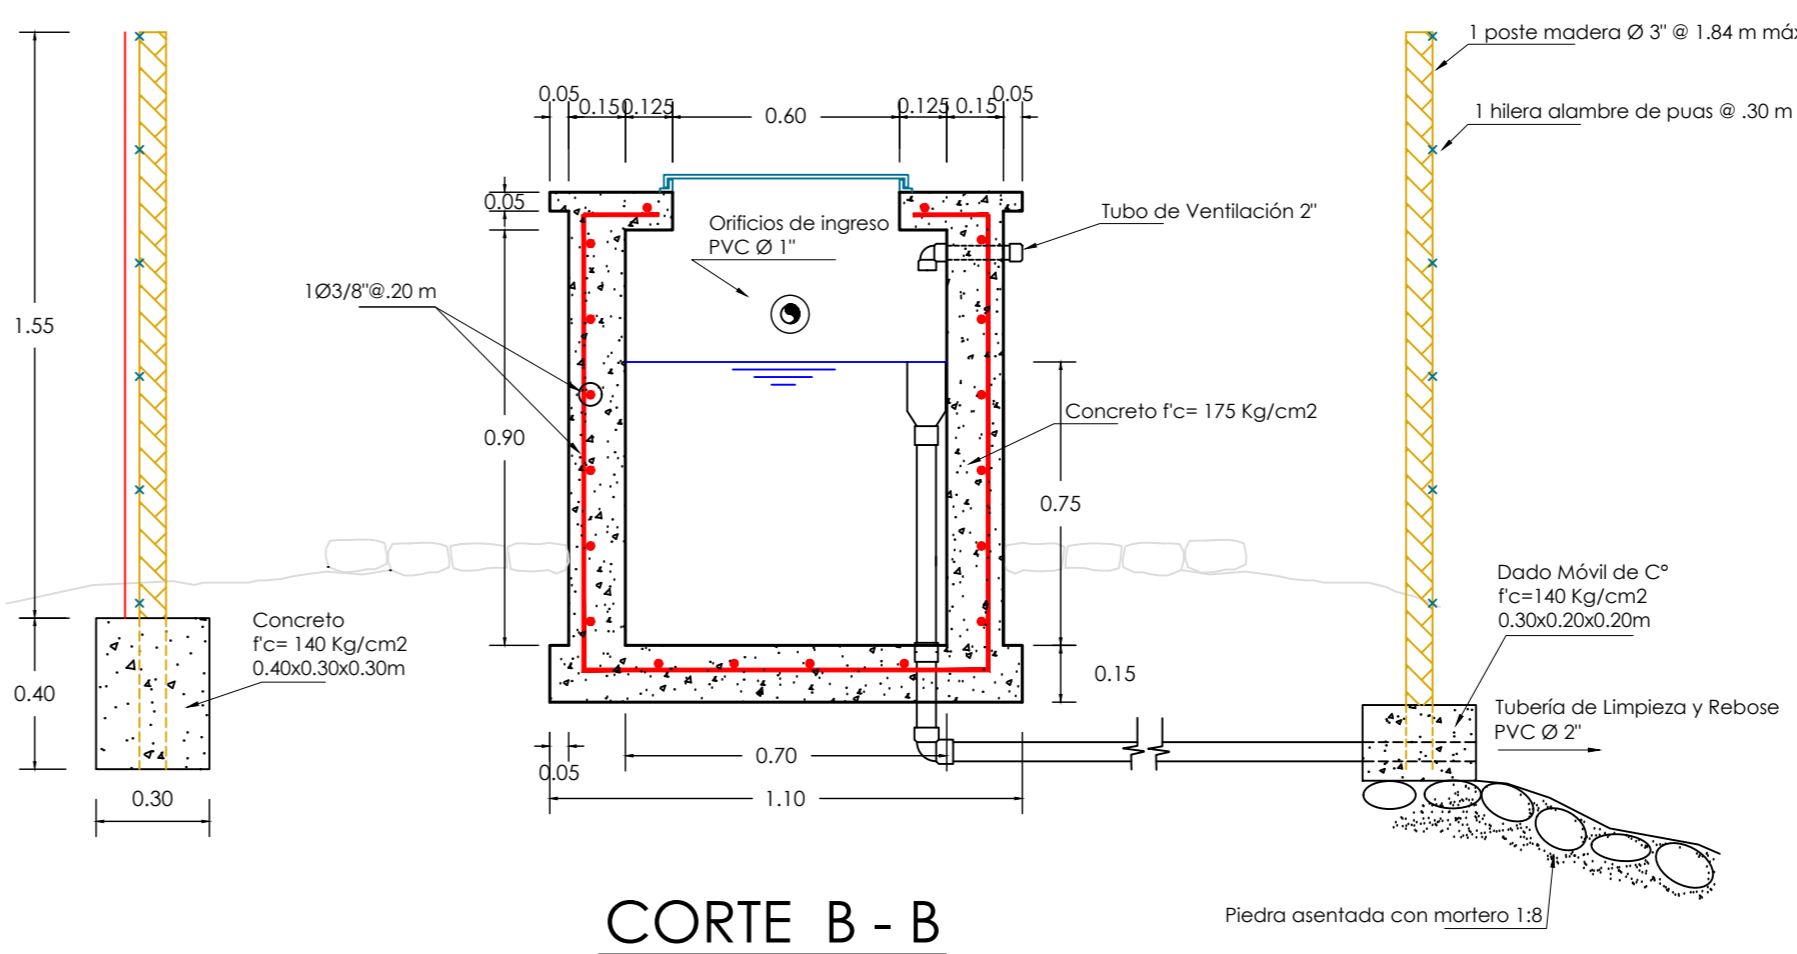 1 poste madera Ø 3" @ 1.84 m máx
1 hilera alambre de puas @ .30 m
0.05
0.15
0.125
0.60
0.125
0.15
0.05
0.05
Orificios de ingreso
PVC Ø 1"
Tubo de Ventilación 2"
1Ø3/8"@.20 m
1.55
0.90
Concreto f'c= 175 Kg/cm2
0.75
Concreto
f'c= 140 Kg/cm2
0.40x0.30x0.30m
0.40
0.30
0.15
Dado Móvil de Cº
f'c=140 Kg/cm2
0.30x0.20x0.20m
Tubería de Limpieza y Rebose
PVC Ø 2"
0.05
0.70
1.10
Piedra asentada con mortero 1:8
CORTE B - B